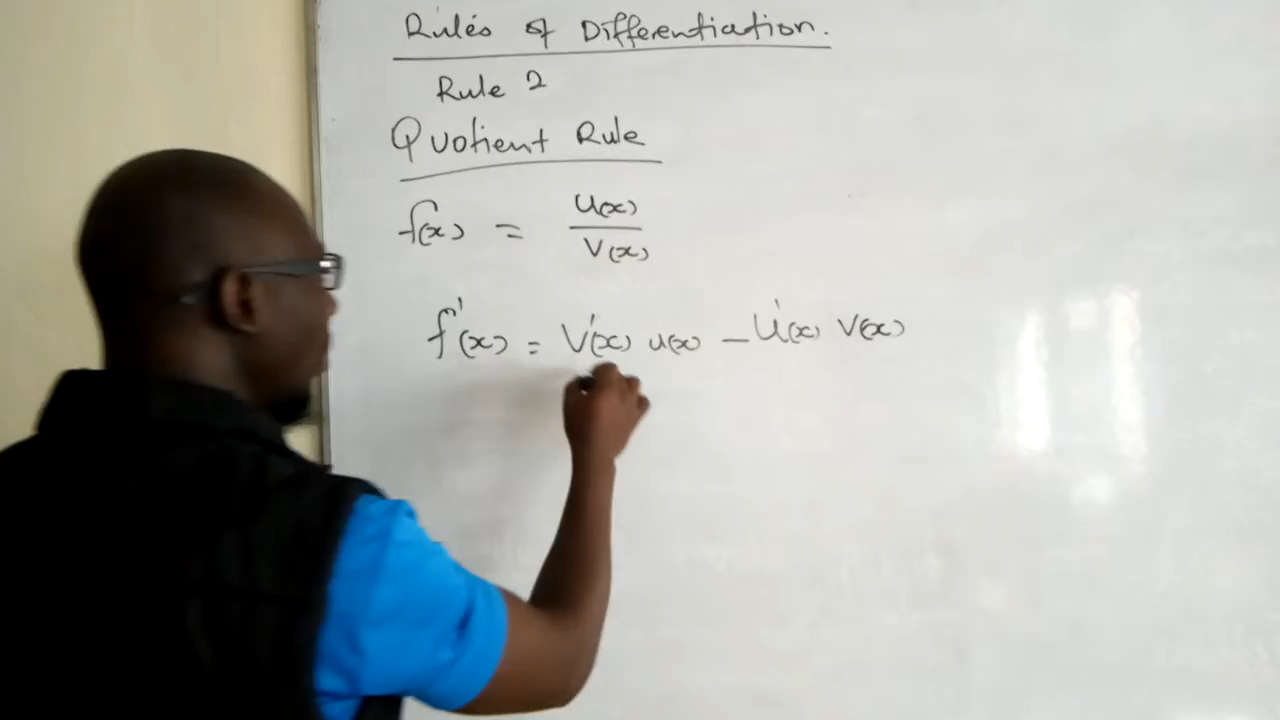 Rules of Differentiation.
Rule 2
Quotient Rule
f(x) = u(x)
v(x)
f'(x) = V'(x) u(x) - U'(x) V(x)